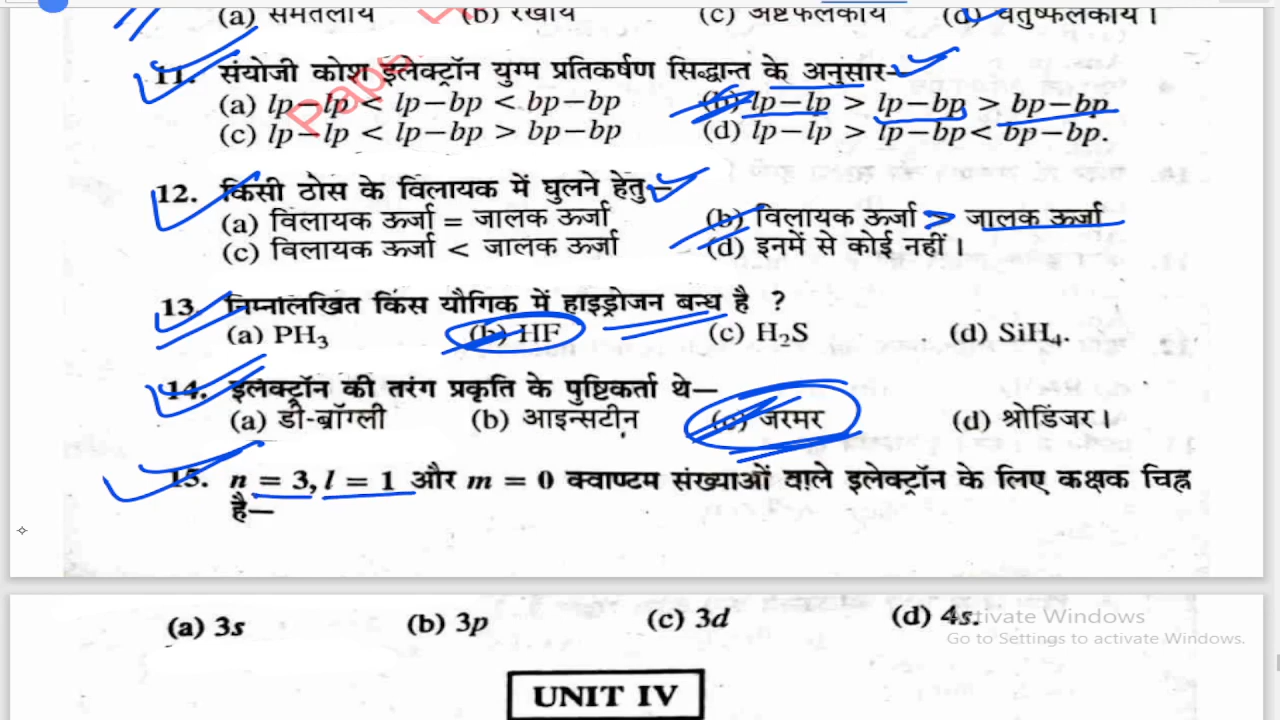 (a) समतलीय (b) रेखीय (c) अष्टफलकीय (d) चतुष्फलकीय।
11. संयोजी कोश इलेक्ट्रॉन युग्म प्रतिकर्षण सिद्धान्त के अनुसार—
(a) lp−lp < lp−bp < bp−bp (b) lp−lp > lp−bp > bp−bp
(c) lp−lp < lp−bp > bp−bp (d) lp−lp > lp−bp< bp−bp.
12. किसी ठोस के विलायक में घुलने हेतु—
(a) विलायक ऊर्जा = जालक ऊर्जा (b) विलायक ऊर्जा > जालक ऊर्जा
(c) विलायक ऊर्जा < जालक ऊर्जा (d) इनमें से कोई नहीं।
13. निम्नलिखित किस यौगिक में हाइड्रोजन बन्ध है ?
(a) PH₃ (b) HF (c) H₂S (d) SiH₄.
14. इलेक्ट्रॉन की तरंग प्रकृति के पुष्टिकर्ता थे—
(a) डी-ब्रॉग्ली (b) आइन्सटीन (c) जरमर (d) श्रोडिंजर।
15. n = 3, l = 1 और m = 0 क्वाण्टम संख्याओं वाले इलेक्ट्रॉन के लिए कक्षक चिह्न
है—
(a) 3s (b) 3p (c) 3d (d) 4s.
Activate Windows
Go to Settings to activate Windows.
UNIT IV